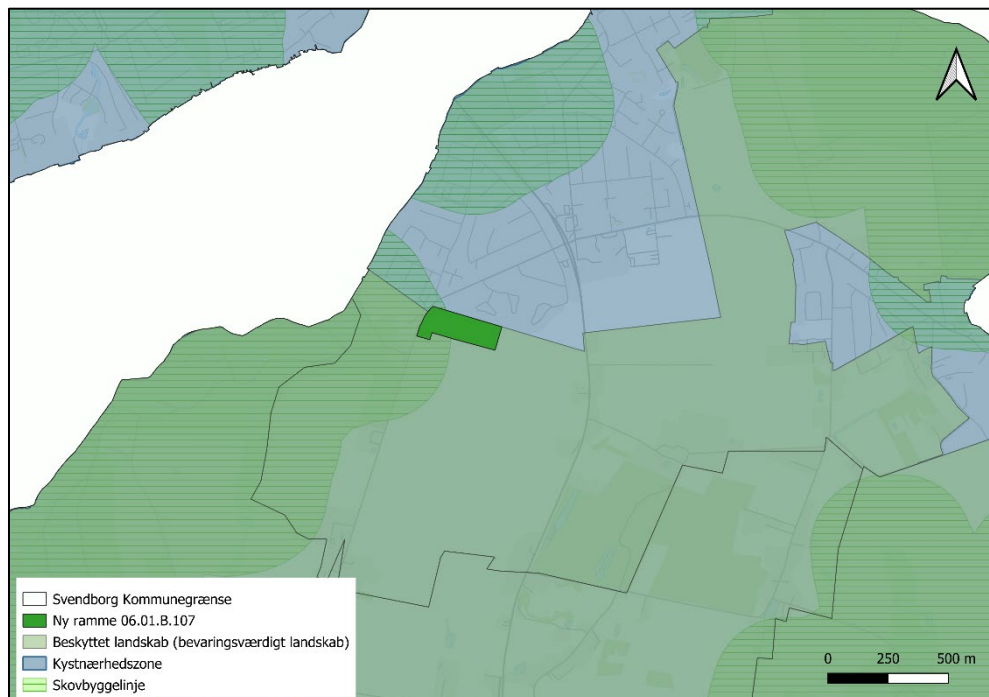 Svendborg Kommunegrænse
Ny ramme 06.01.B.107
Beskyttet landskab (bevaringsværdigt landskab)
Kystnærhedszone
Skovbyggelinje
0 250 500 m